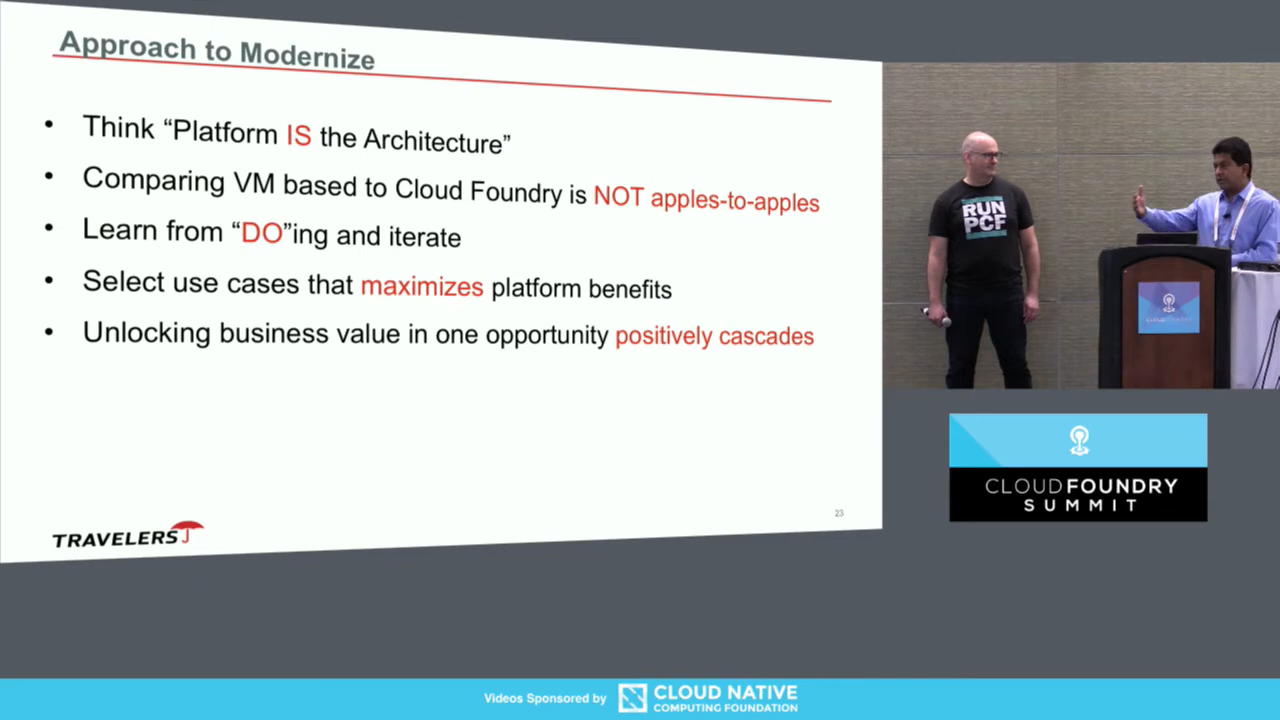 Approach to Modernize
• Think “Platform IS the Architecture”
• Comparing VM based to Cloud Foundry is NOT apples-to-apples
• Learn from “DO”ing and iterate
• Select use cases that maximizes platform benefits
• Unlocking business value in one opportunity positively cascades
23
TRAVELERS
RUN
PCF
CLOUD FOUNDRY
CLOUDFOUNDRY
SUMMIT
Videos Sponsored by
CLOUD NATIVE
COMPUTING FOUNDATION